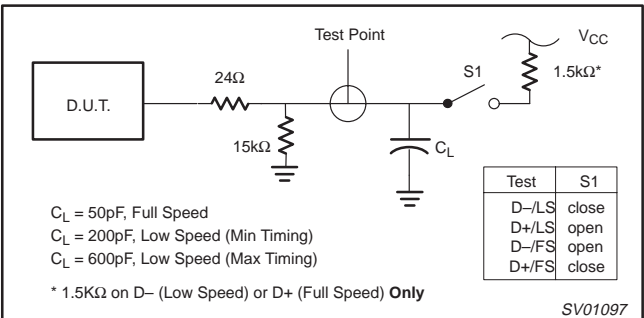 Test Point
V_CC
24Ω
S1
1.5kΩ*
D.U.T.
15kΩ
C_L
Test S1
D–/LS close
D+/LS open
D–/FS open
D+/FS close
C_L = 50pF, Full Speed
C_L = 200pF, Low Speed (Min Timing)
C_L = 600pF, Low Speed (Max Timing)
* 1.5KΩ on D– (Low Speed) or D+ (Full Speed) Only
SV01097